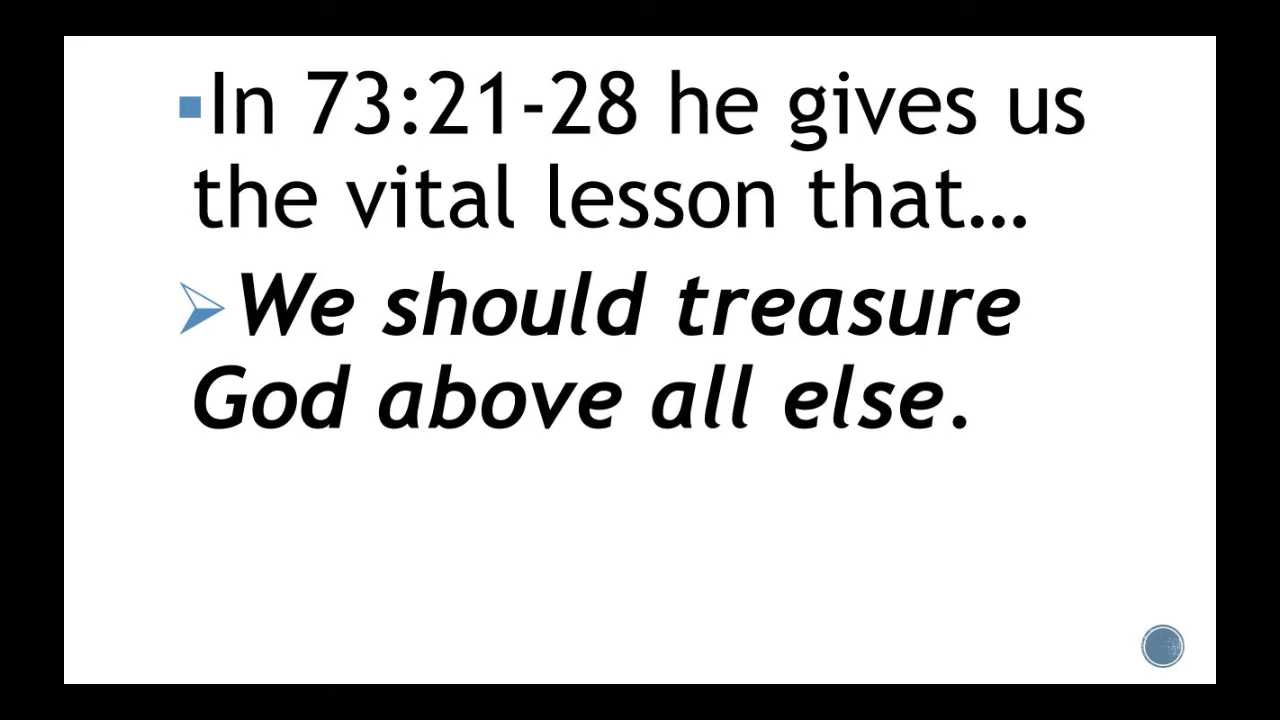 ▪In 73:21-28 he gives us
the vital lesson that…
➢We should treasure
God above all else.